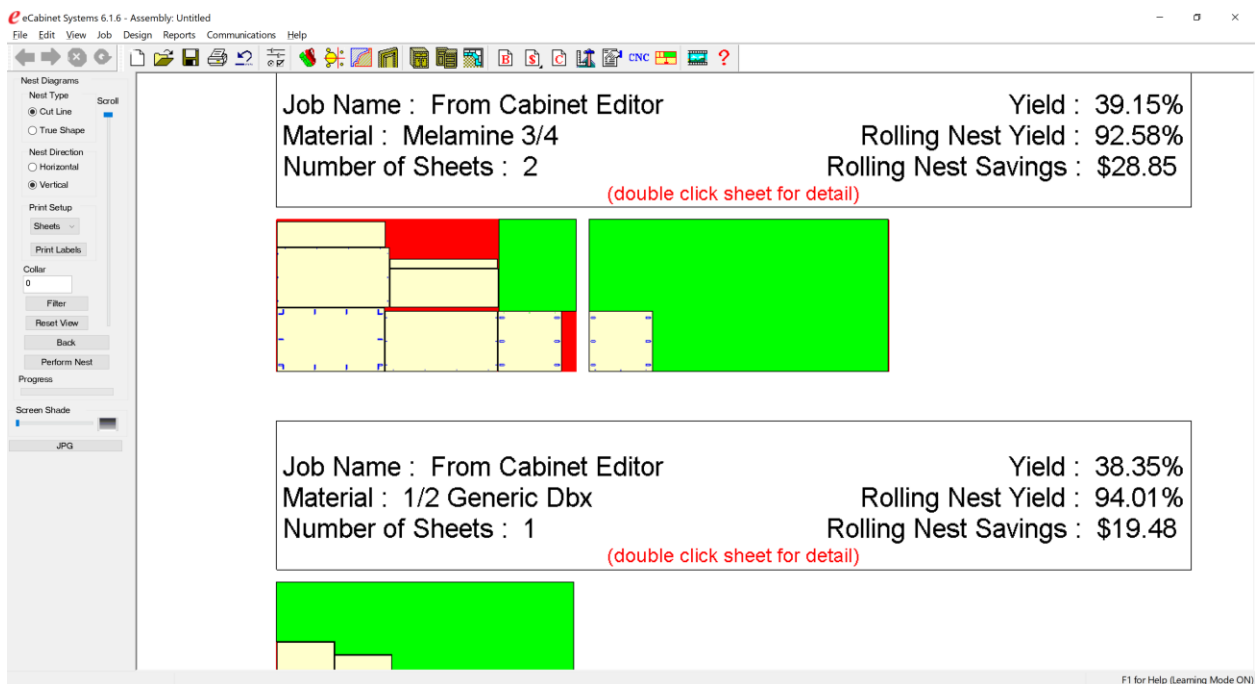 eCabinet Systems 6.1.6 - Assembly: Untitled
File Edit View Job Design Reports Communications Help
B $ C CNC ?
Nest Diagrams
Nest Type
Scroll
Cut Line
True Shape
Nest Direction
Horizontal
Vertical
Print Setup
Sheets
Print Labels
Collar
0
Filter
Reset View
Back
Perform Nest
Progress
Screen Shade
JPG
Job Name : From Cabinet Editor Yield : 39.15%
Material : Melamine 3/4 Rolling Nest Yield : 92.58%
Number of Sheets : 2 Rolling Nest Savings : $28.85
(double click sheet for detail)
Job Name : From Cabinet Editor Yield : 38.35%
Material : 1/2 Generic Dbx Rolling Nest Yield : 94.01%
Number of Sheets : 1 Rolling Nest Savings : $19.48
(double click sheet for detail)
F1 for Help (Learning Mode ON)